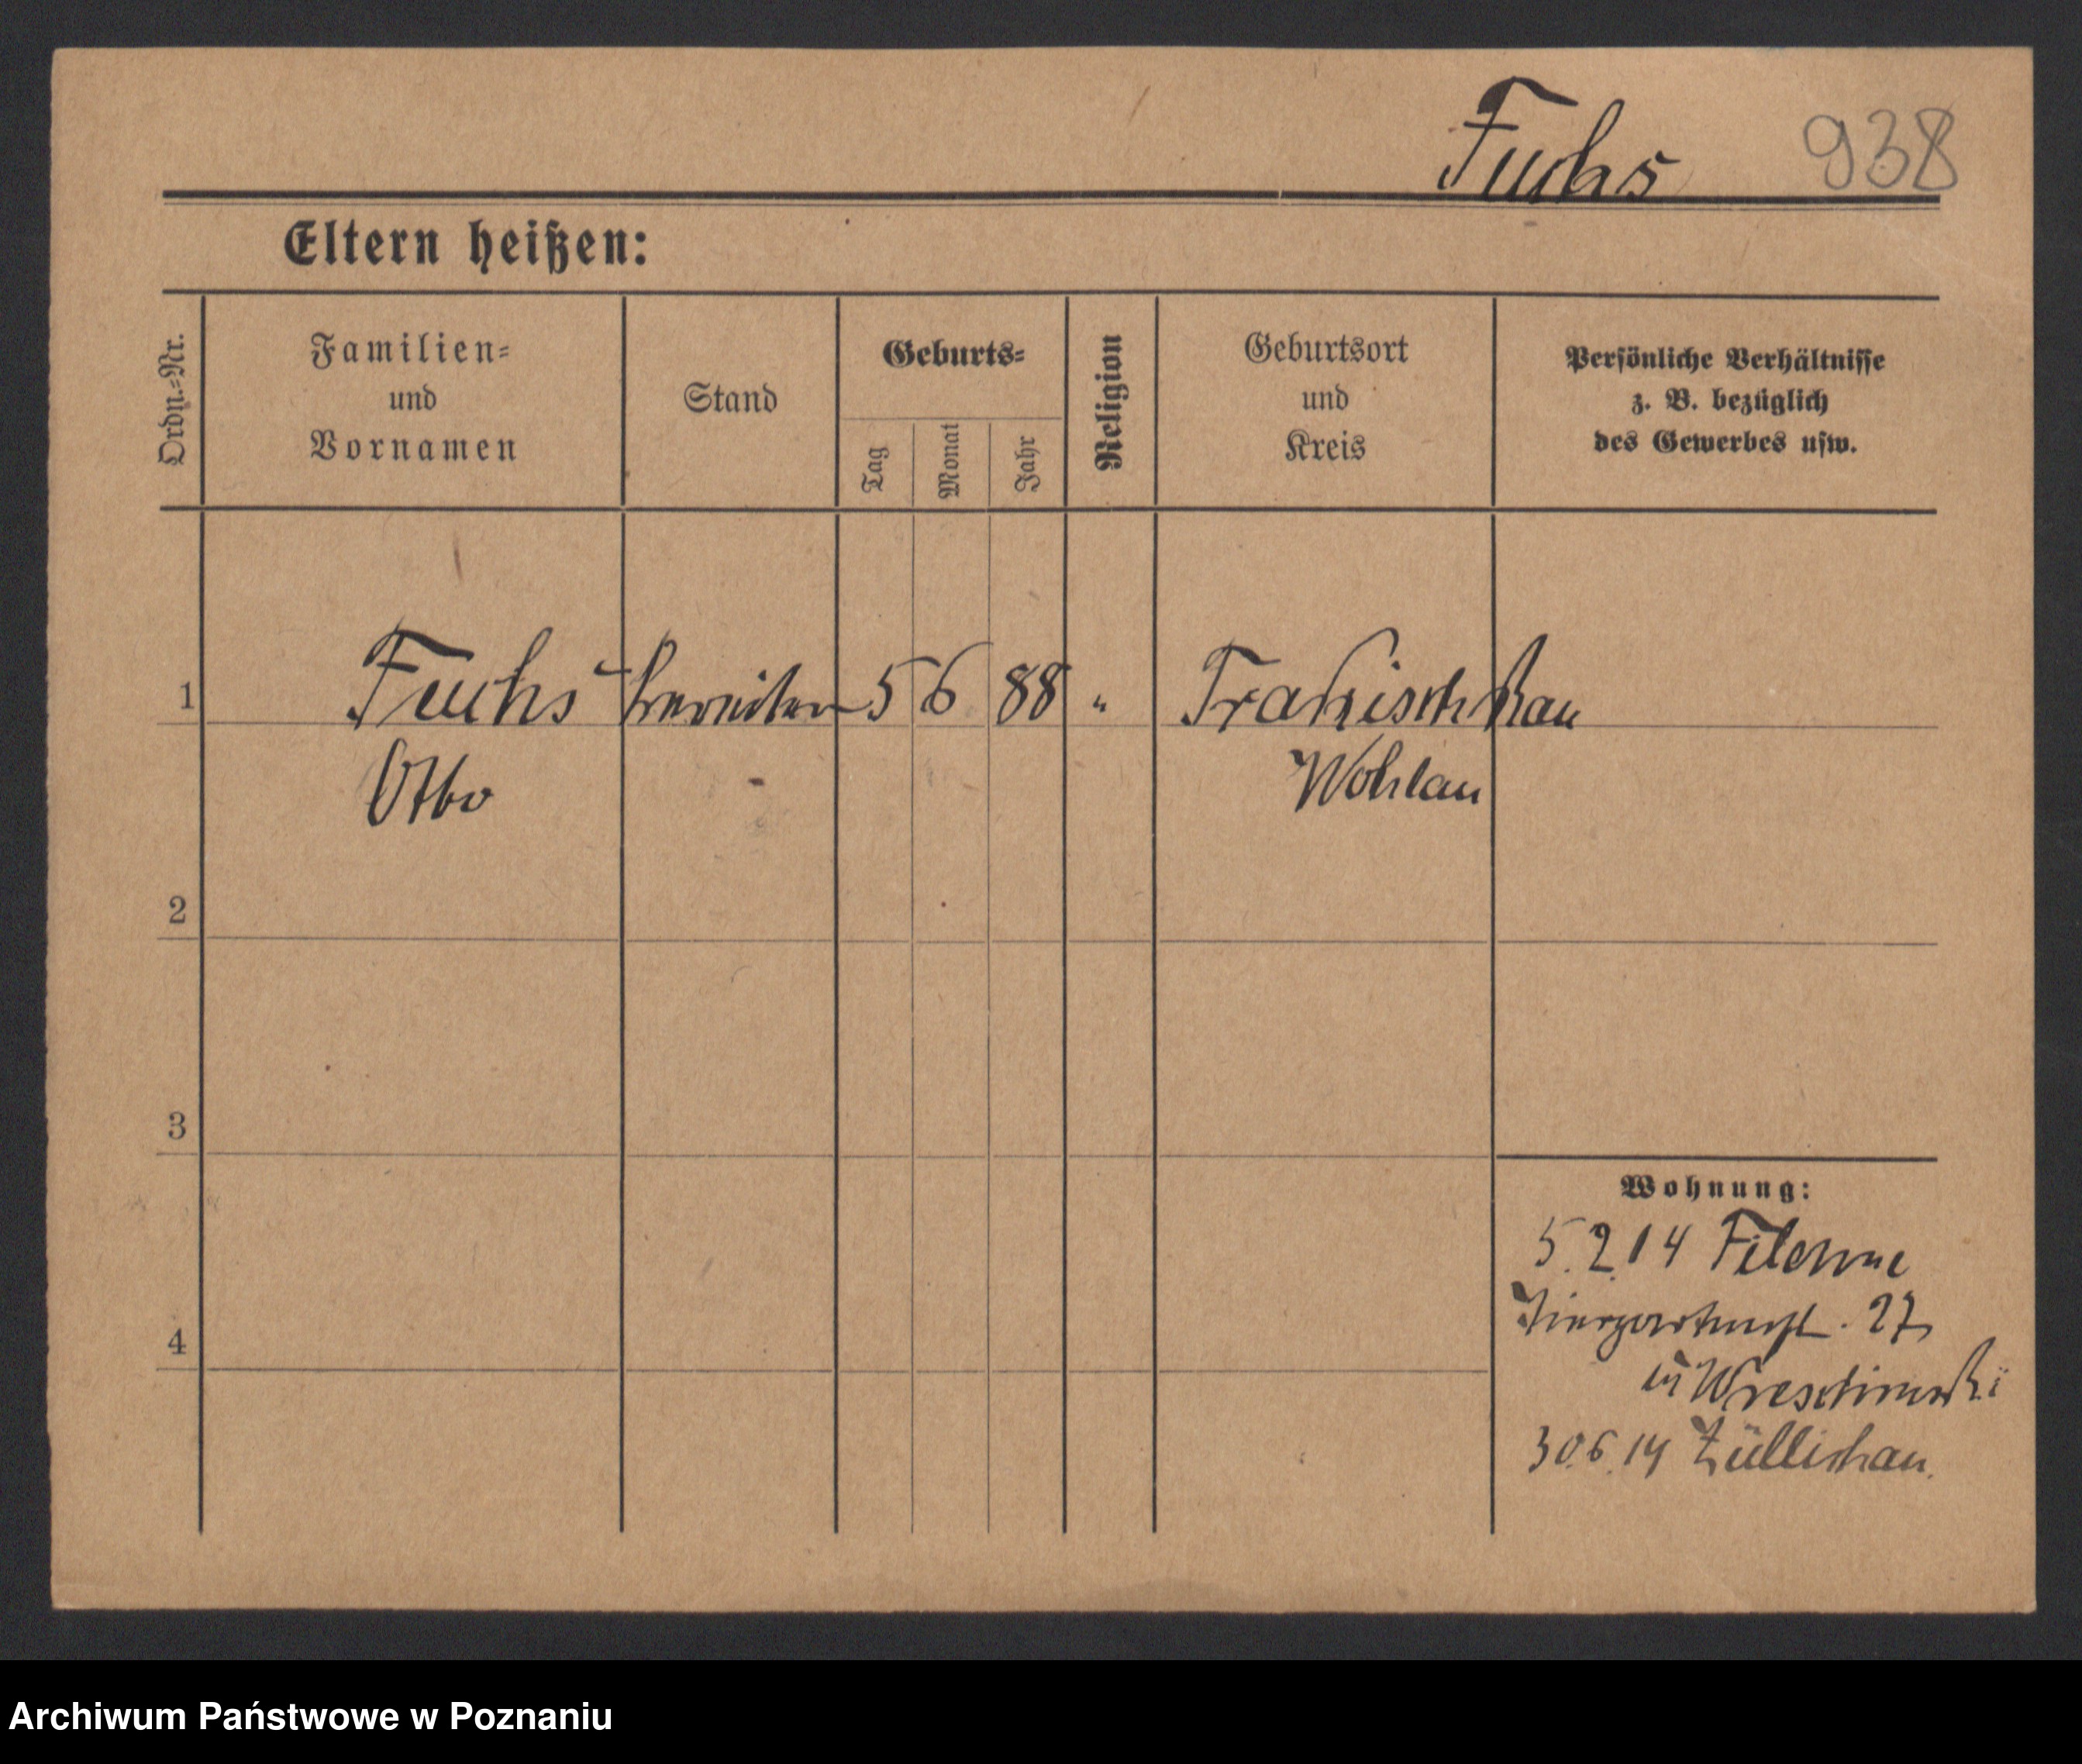 Fuchs 938
Eltern heißen:
Ordn.-Nr.
Familien-
und
Vornamen
Stand
Geburts-
Tag
Monat
Jahr
Religion
Geburtsort
und
Kreis
Persönliche Verhältnisse
z. B. bezüglich
des Gewerbes usw.
1 Fuchs 5 6 88 "
Otto Wohlau
2
3
4
Wohnung:
5.2.14 Filehne
Tiergartenst. 27
30.6.14 Züllichau.
Archiwum Państwowe w Poznaniu